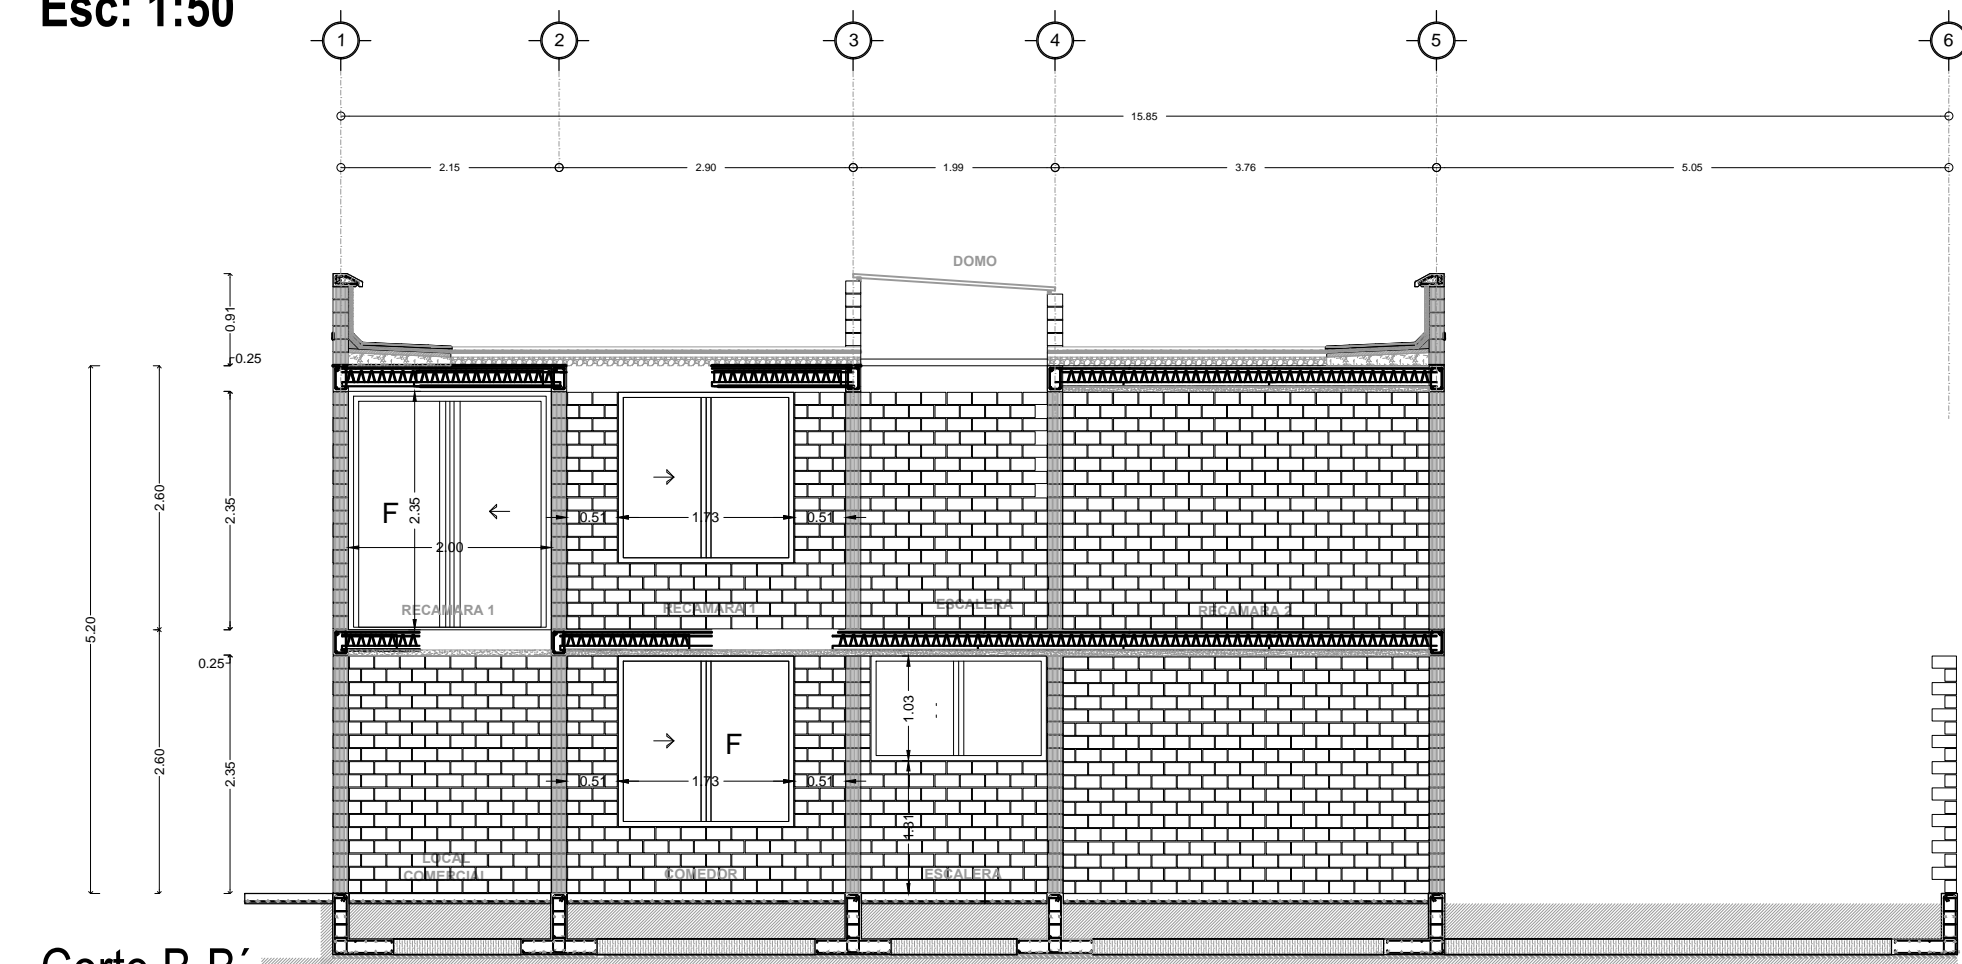 Esc: 1:50
1 2 3 4 5 6
15.85
2.15 2.90 1.99 3.76 5.05
DOMO
0.91
0.25
2.60 2.35 F 2.35
0.51 1.73 0.51
2.00
RECAMARA 1 RECAMARA 1 ESCALERA RECAMARA 2
5.20
0.25
1.03
F
2.60 2.35 0.51 1.73 0.51
1.31
LOCAL
COMERCIAL COMEDOR ESCALERA
Corte B-B´